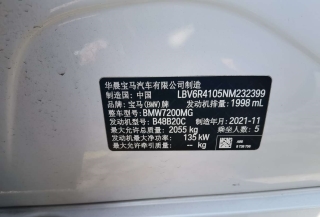 华晨宝马汽车有限公司制造
制造国：中国 LBV6R4105NM232399
品牌：宝马(BMW)牌 发动机排量：1998 mL
整车型号：BMW7200MG
发动机型号：B48B20C 制造年月：2021-11
最大允许总质量：2055 kg 乘坐人数：5
发动机最大净功率：135 kW
最大允许牵引质量：— kg